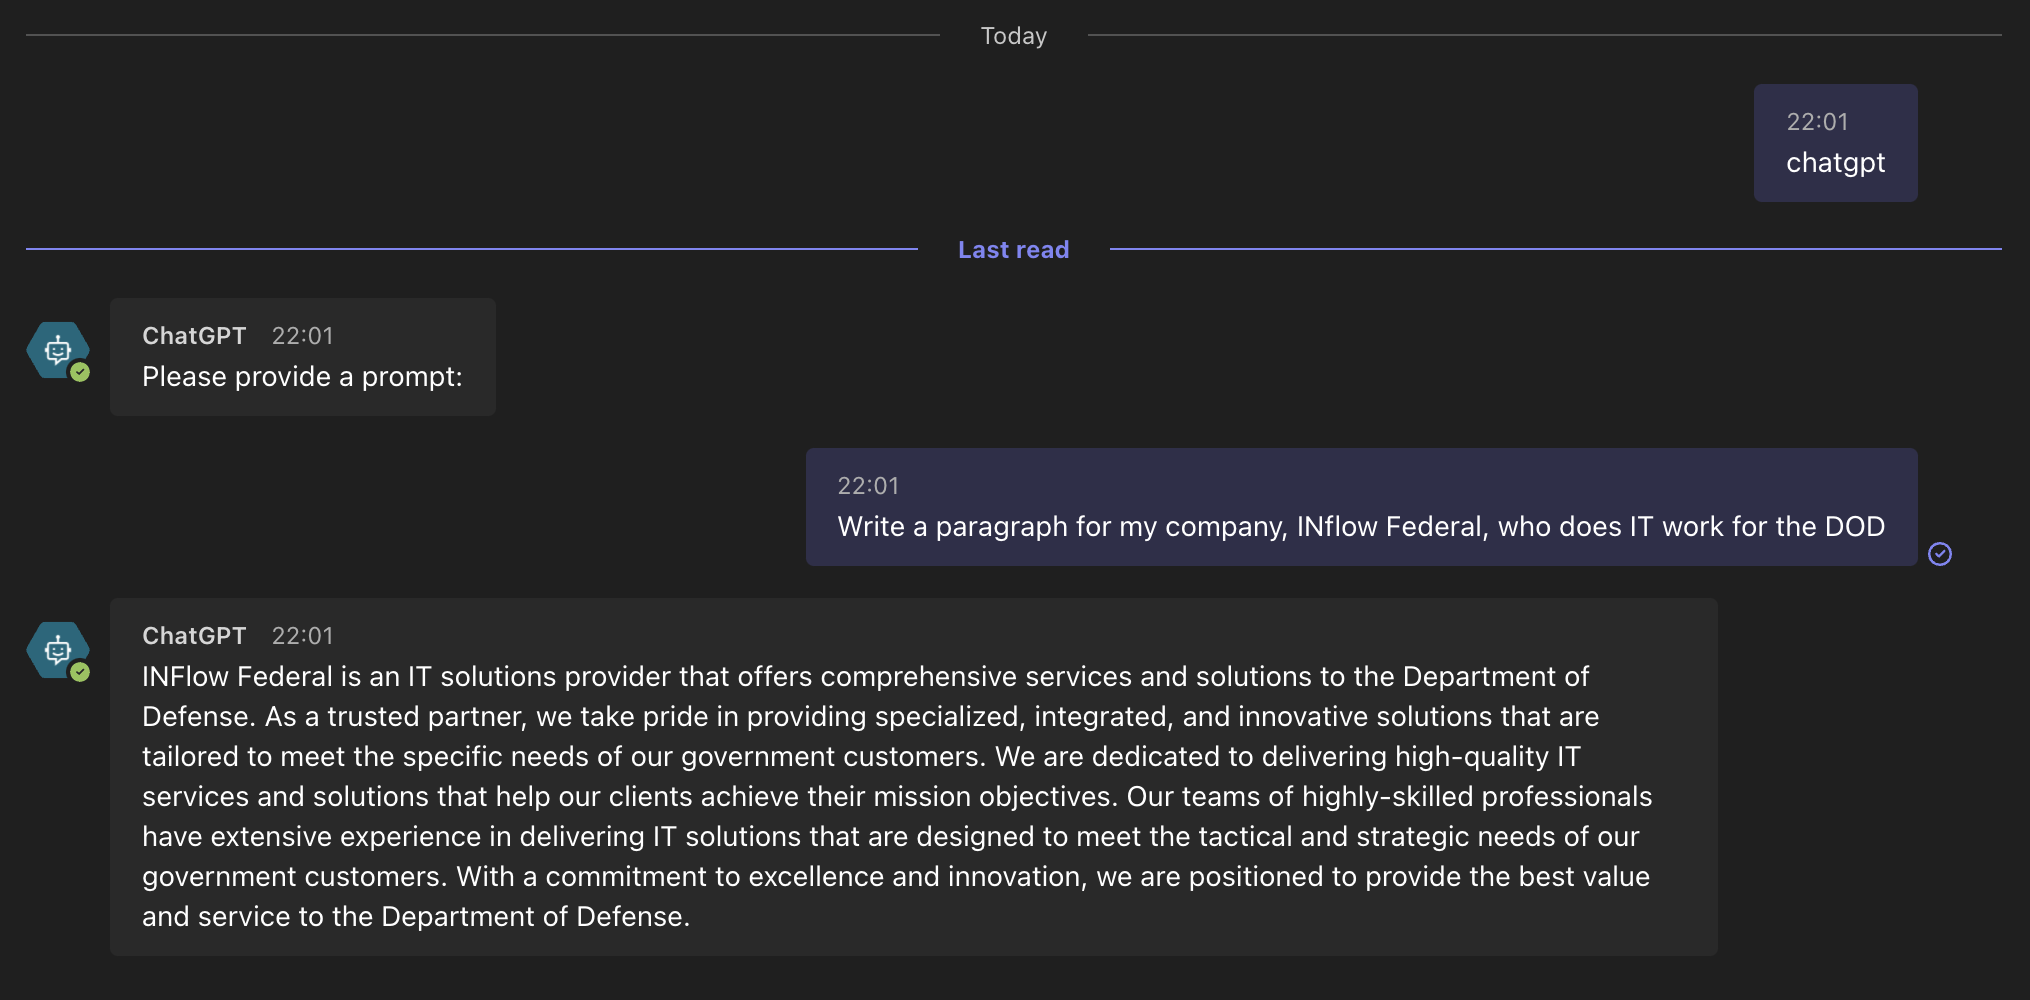 Today
22:01
chatgpt
Last read
ChatGPT 22:01
Please provide a prompt:
22:01
Write a paragraph for my company, INflow Federal, who does IT work for the DOD
ChatGPT 22:01
INFlow Federal is an IT solutions provider that offers comprehensive services and solutions to the Department of
Defense. As a trusted partner, we take pride in providing specialized, integrated, and innovative solutions that are
tailored to meet the specific needs of our government customers. We are dedicated to delivering high-quality IT
services and solutions that help our clients achieve their mission objectives. Our teams of highly-skilled professionals
have extensive experience in delivering IT solutions that are designed to meet the tactical and strategic needs of our
government customers. With a commitment to excellence and innovation, we are positioned to provide the best value
and service to the Department of Defense.